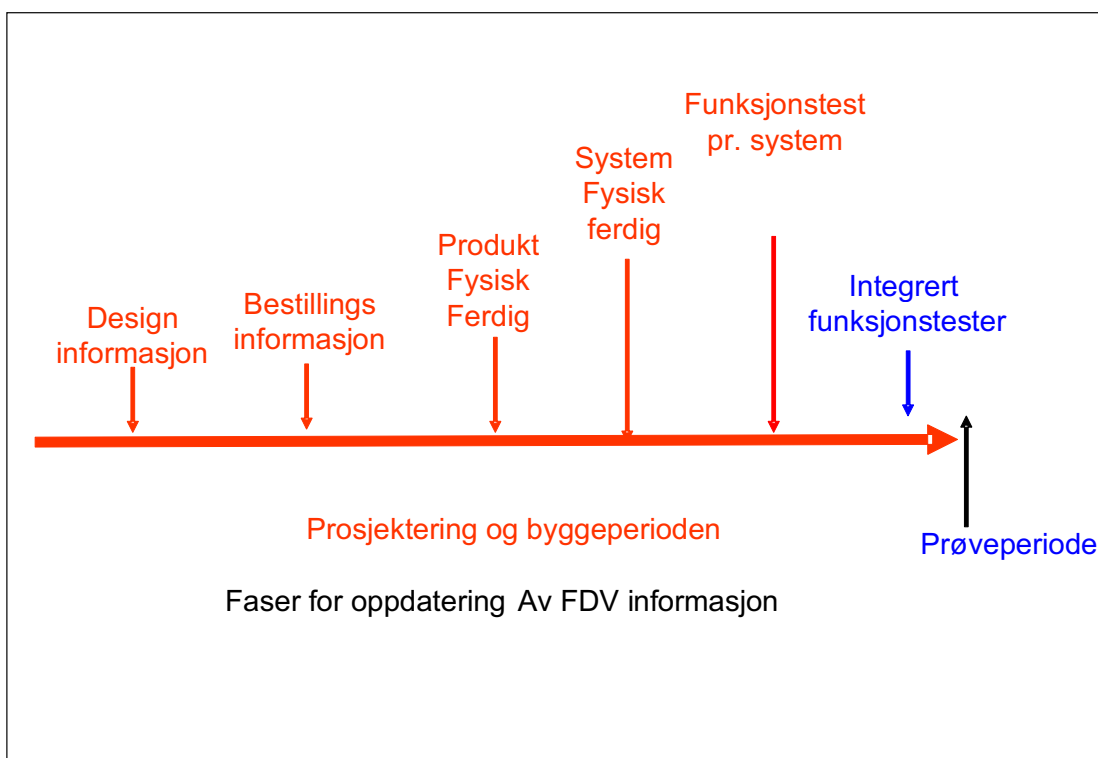 Design
informasjon
Bestillings
informasjon
Produkt
Fysisk
Ferdig
System
Fysisk
ferdig
Funksjonstest
pr. system
Integrert
funksjonstester
Prosjektering og byggeperioden
Prøveperiode
Faser for oppdatering Av FDV informasjon